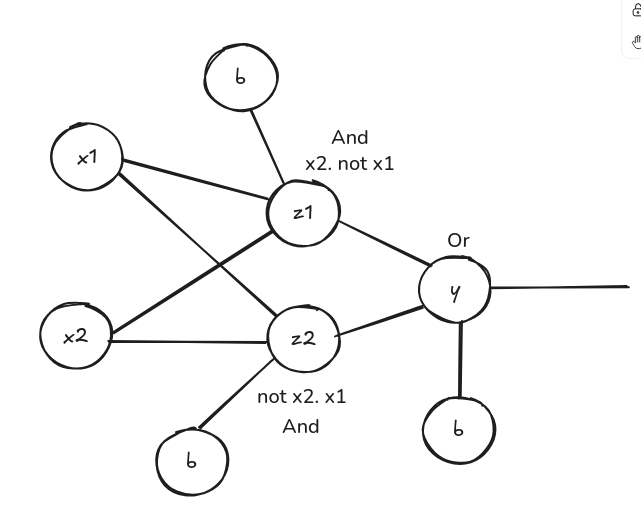 b
And
x2. not x1
x1
z1
Or
y
x2
z2
not x2. x1
And
b
b